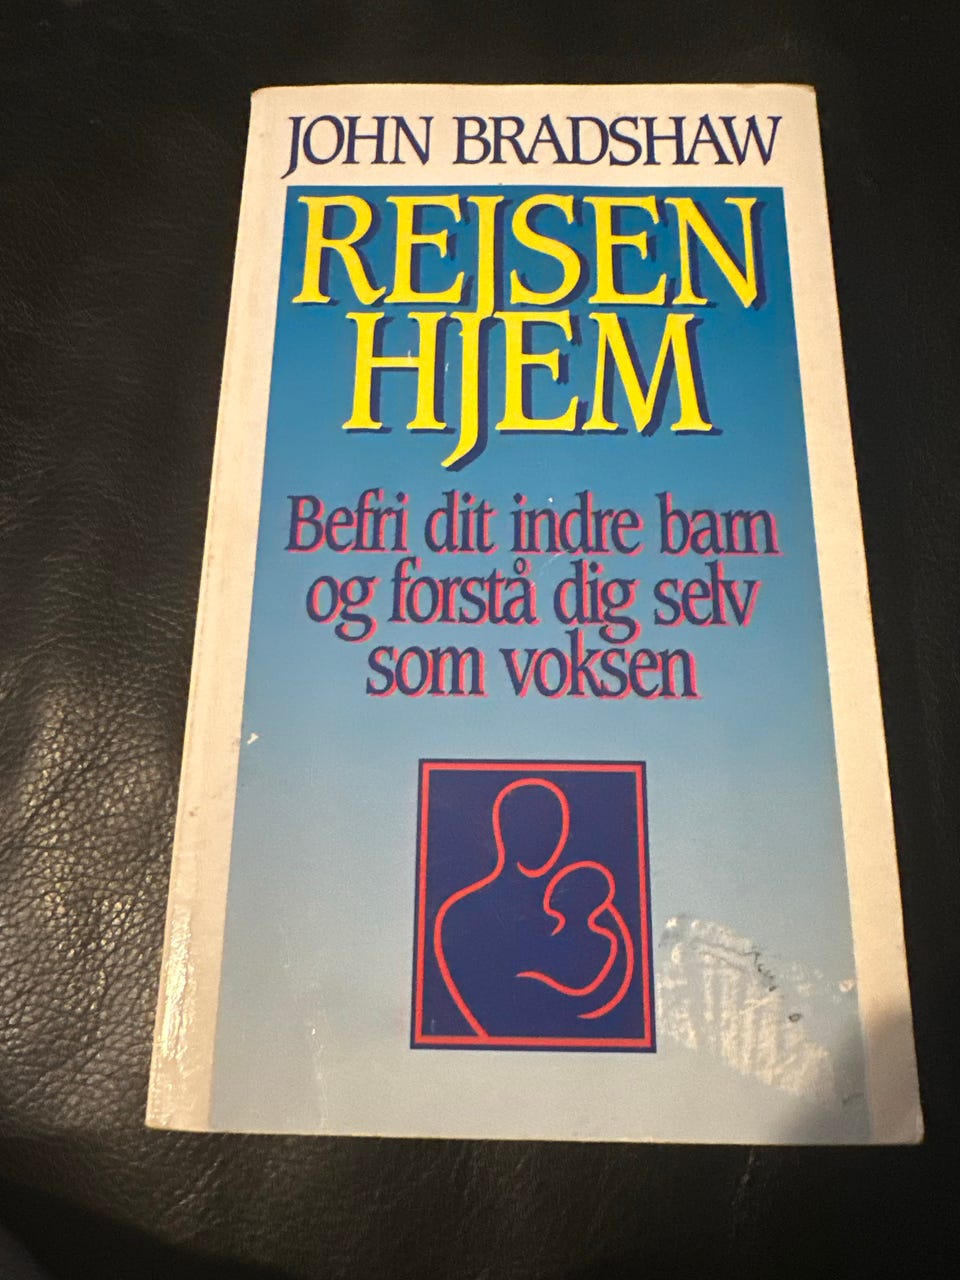 JOHN BRADSHAW
REJSEN
HJEM
Befri dit indre barn
og forstå dig selv
som voksen